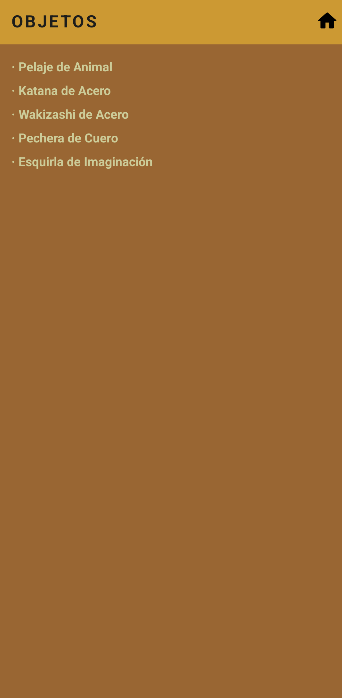 OBJETOS
· Pelaje de Animal
· Katana de Acero
· Wakizashi de Acero
· Pechera de Cuero
· Esquirla de Imaginación